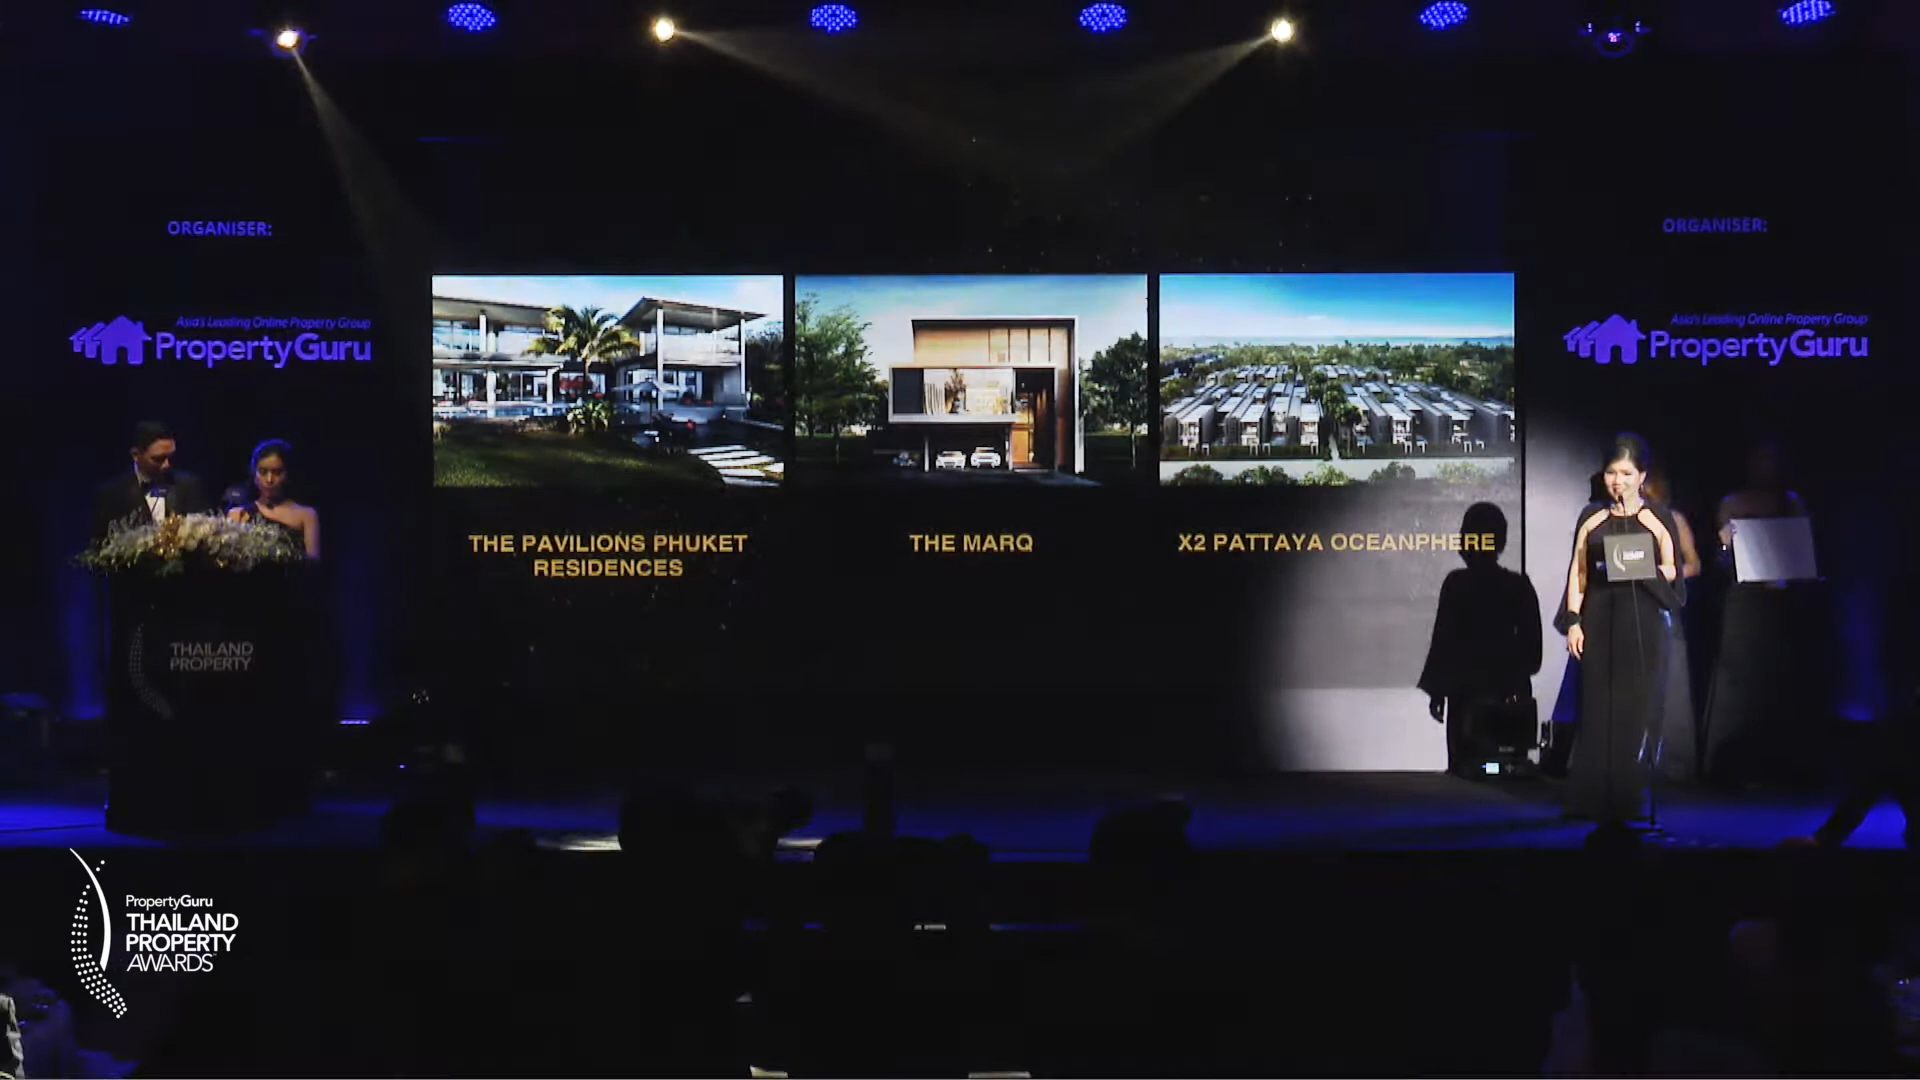 ORGANISER:
Asia's Leading Online Property Group
PropertyGuru
ORGANISER:
Asia's Leading Online Property Group
PropertyGuru
THE PAVILIONS PHUKET
RESIDENCES
THE MARQ
X2 PATTAYA OCEANPHERE
THAILAND
PROPERTY
PropertyGuru
THAILAND
PROPERTY
AWARDS